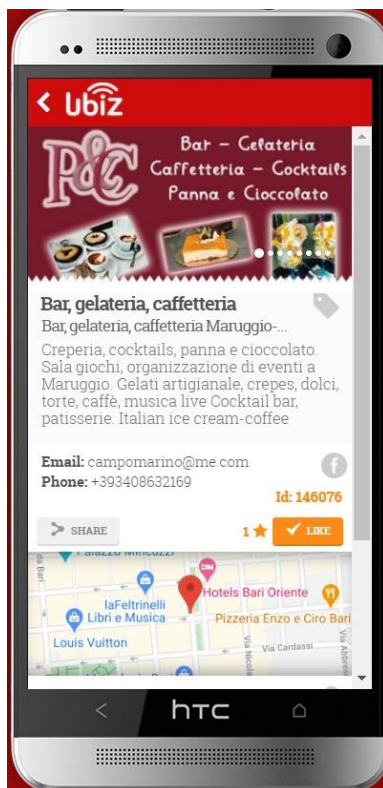 ubiz
P&C
Bar – Gelateria
Caffetteria – Cocktails
Panna e Cioccolato
Bar, gelateria, caffetteria
Bar, gelateria, caffetteria Maruggio-...
Creperia, cocktails, panna e cioccolato.
Sala giochi, organizzazione di eventi a
Maruggio. Gelati artigianale, crepes, dolci,
torte, caffè, musica live Cocktail bar,
patisserie. Italian ice cream-coffee
Email: campomarino@me.com
Phone: +393408632169
Id: 146076
SHARE
1
LIKE
Hotels Bari Oriente
laFeltrinelli
Libri e Musica
Pizzeria Enzo e Ciro Bari
Louis Vuitton
Via Cardassi
hTC